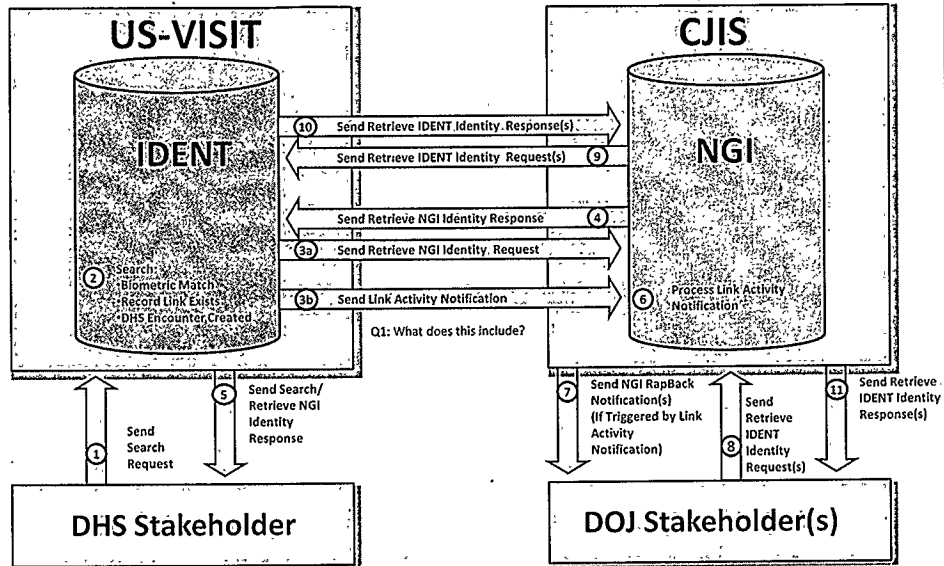 US-VISIT
CJIS
IDENT
NGI
10 Send Retrieve IDENT Identity Response(s)
Send Retrieve IDENT Identity Request(s) 9
Send Retrieve NGI Identity Response 4
3a Send Retrieve NGI Identity Request
3b Send Link Activity Notification
Q1: What does this include?
2 Search:
•Biometric Match
•Record Link Exists
•DHS Encounter Created
6 •Process Link Activity
Notification
1 Send
Search
Request
5 Send Search/
Retrieve NGI
Identity
Response
7 Send NGI RapBack
Notification(s)
(If Triggered by Link
Activity
Notification)
8 Send
Retrieve
IDENT
Identity
Request(s)
11 Send Retrieve
IDENT Identity
Response(s)
DHS Stakeholder
DOJ Stakeholder(s)